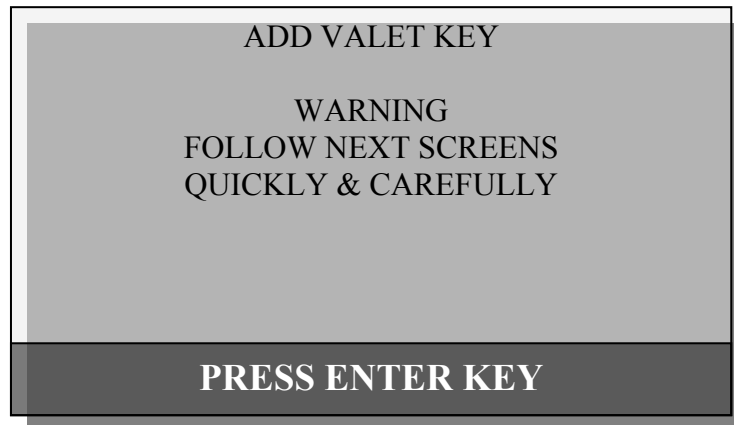 ADD VALET KEY
WARNING
FOLLOW NEXT SCREENS
QUICKLY & CAREFULLY
PRESS ENTER KEY